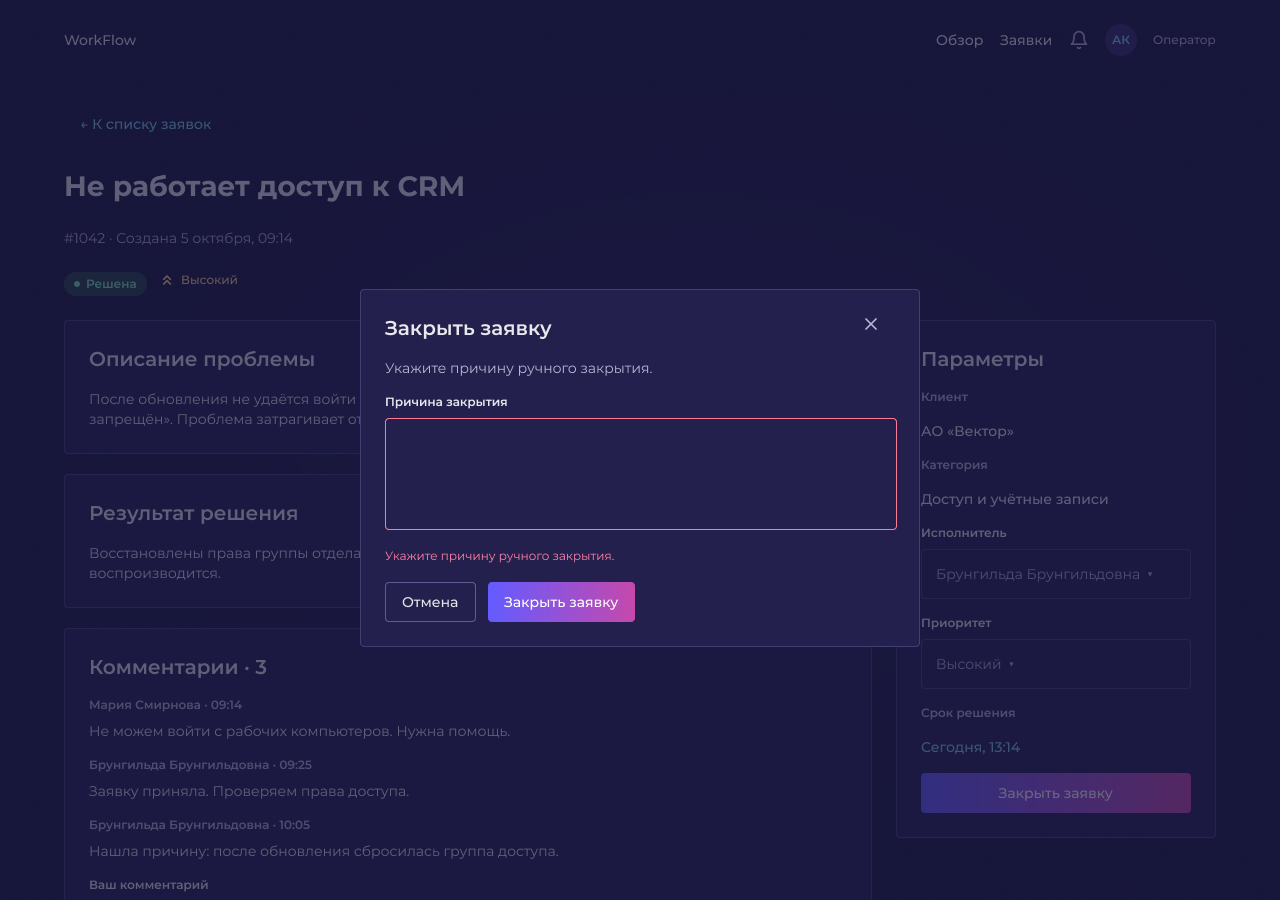 WorkFlow
Обзор
Заявки
АК
Оператор
← К списку заявок
Не работает доступ к CRM
#1042 · Создана 5 октября, 09:14
Решена
Высокий
Описание проблемы
После обновления не удаётся войти
запрещён». Проблема затрагивает
Результат решения
Восстановлены права группы отдела
воспроизводится.
Комментарии · 3
Мария Смирнова · 09:14
Не можем войти с рабочих компьютеров. Нужна помощь.
Брунгильда Брунгильдовна · 09:25
Заявку приняла. Проверяем права доступа.
Брунгильда Брунгильдовна · 10:05
Нашла причину: после обновления сбросилась группа доступа.
Ваш комментарий
Закрыть заявку
Укажите причину ручного закрытия.
Причина закрытия
Укажите причину ручного закрытия.
Отмена
Закрыть заявку
Параметры
Клиент
АО «Вектор»
Категория
Доступ и учётные записи
Исполнитель
Брунгильда Брунгильдовна ▾
Приоритет
Высокий ▾
Срок решения
Сегодня, 13:14
Закрыть заявку